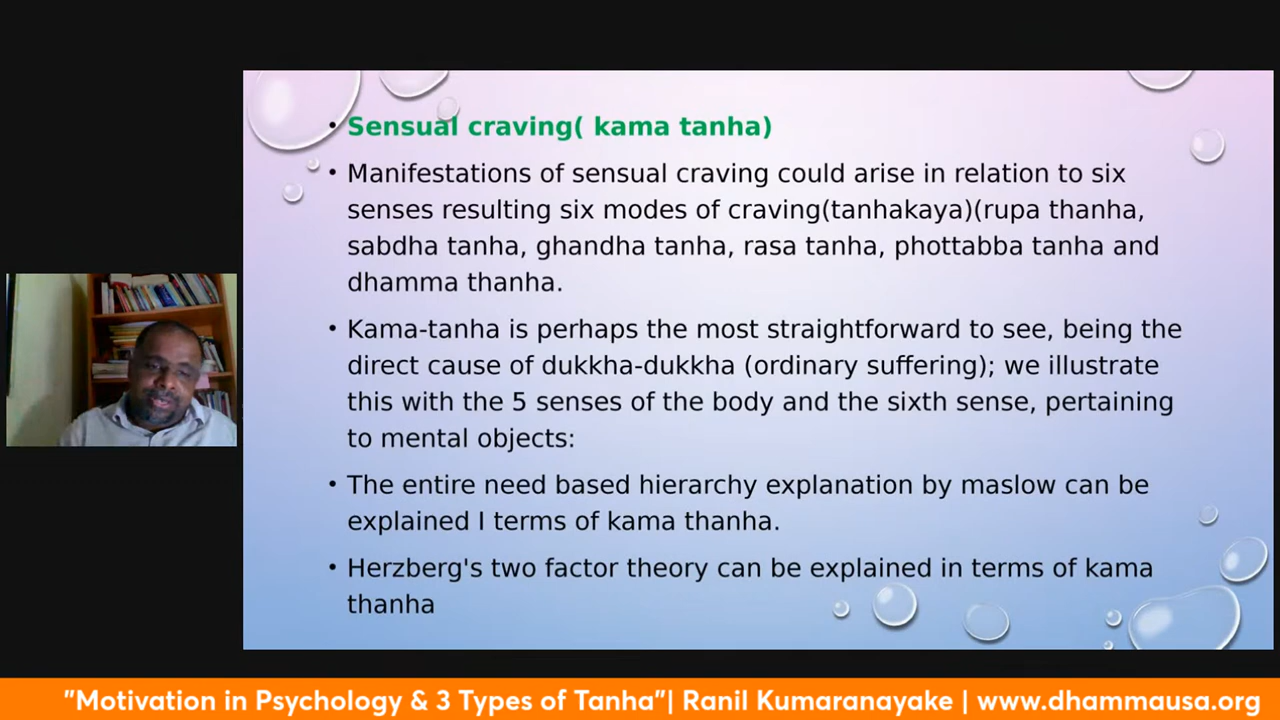 Sensual craving( kama tanha)
Manifestations of sensual craving could arise in relation to six
senses resulting six modes of craving(tanhakaya)(rupa thanha,
sabdha tanha, ghandha tanha, rasa tanha, phottabba tanha and
dhamma thanha.
Kama-tanha is perhaps the most straightforward to see, being the
direct cause of dukkha-dukkha (ordinary suffering); we illustrate
this with the 5 senses of the body and the sixth sense, pertaining
to mental objects:
The entire need based hierarchy explanation by maslow can be
explained I terms of kama thanha.
Herzberg's two factor theory can be explained in terms of kama
thanha
"Motivation in Psychology & 3 Types of Tanha"| Ranil Kumaranayake | www.dhammausa.org